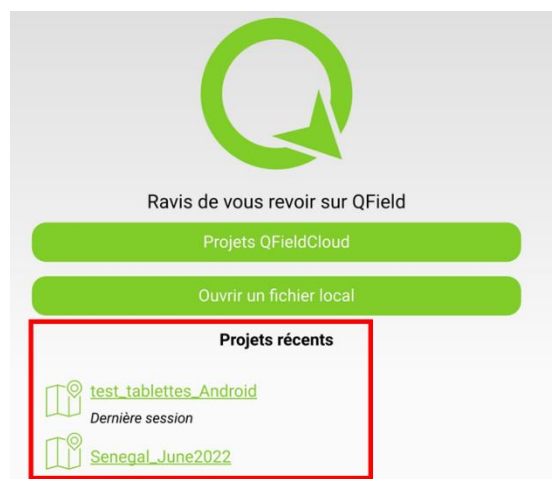 Ravis de vous revoir sur QField
Projets QFieldCloud
Ouvrir un fichier local
Projets récents
test_tablettes_Android
Dernière session
Senegal_June2022